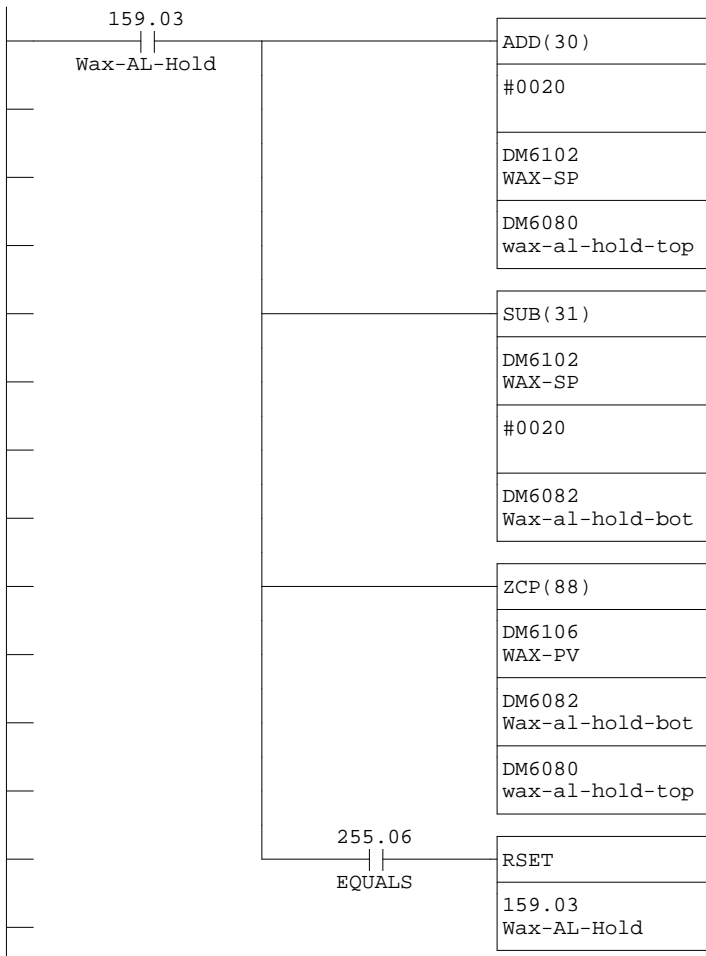 159.03
Wax-AL-Hold
ADD(30)
#0020
DM6102
WAX-SP
DM6080
wax-al-hold-top
SUB(31)
DM6102
WAX-SP
#0020
DM6082
Wax-al-hold-bot
ZCP(88)
DM6106
WAX-PV
DM6082
Wax-al-hold-bot
DM6080
wax-al-hold-top
255.06
EQUALS
RSET
159.03
Wax-AL-Hold